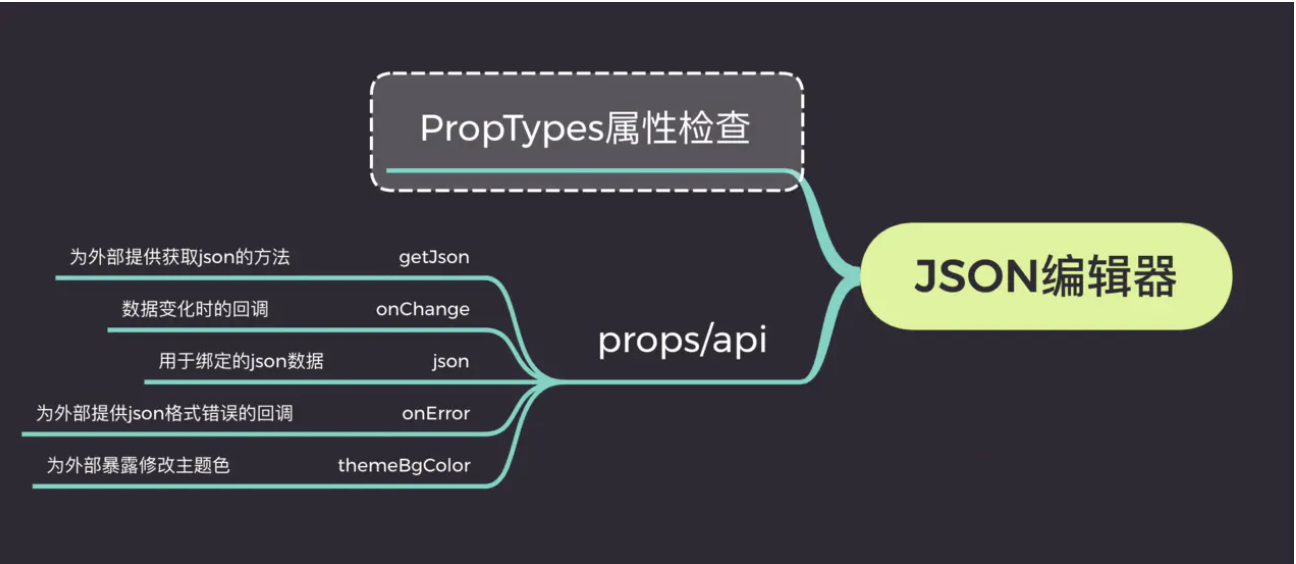 PropTypes属性检查
JSON编辑器
props/api
为外部提供获取json的方法 getJson
数据变化时的回调 onChange
用于绑定的json数据 json
为外部提供json格式错误的回调 onError
为外部暴露修改主题色 themeBgColor